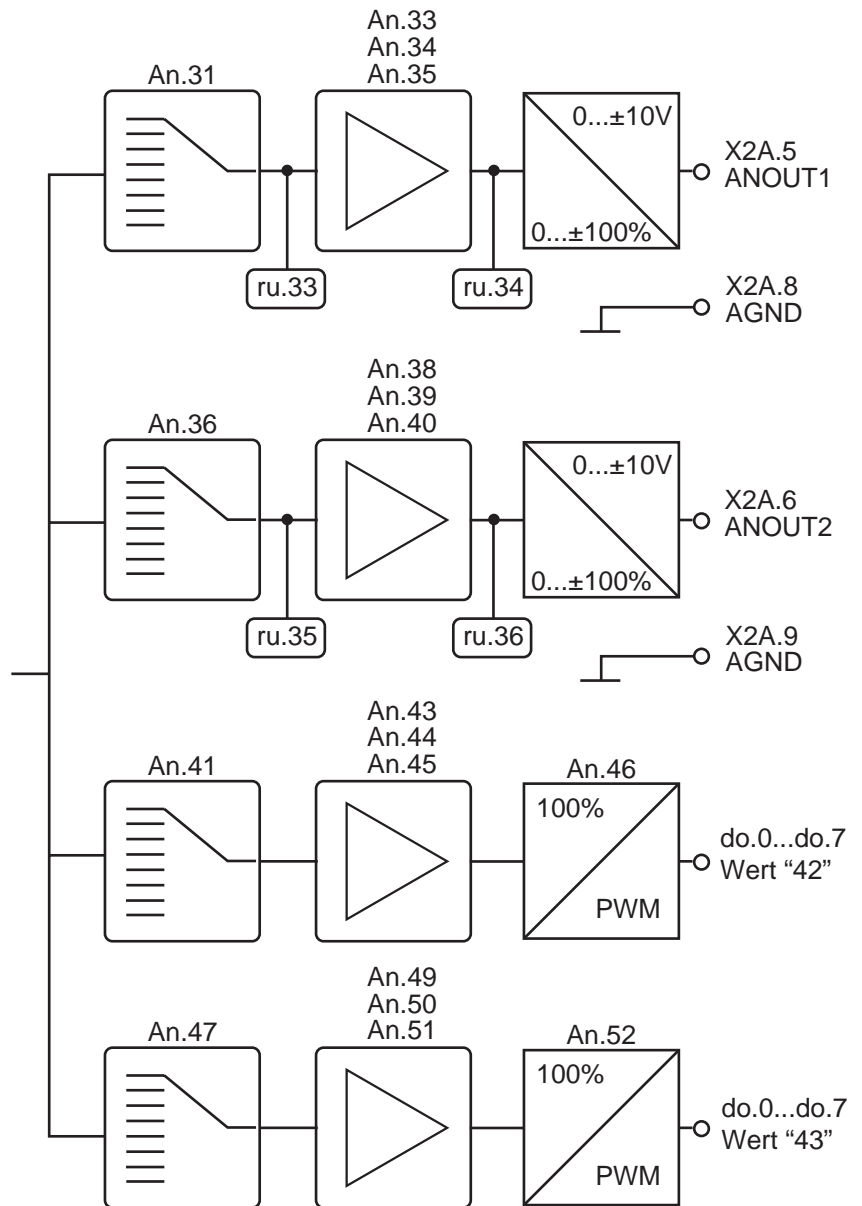 An.33
An.34
An.35
An.31
0...±10V
0...±100%
X2A.5
ANOUT1
ru.33
ru.34
X2A.8
AGND
An.38
An.39
An.40
An.36
0...±10V
0...±100%
X2A.6
ANOUT2
ru.35
ru.36
X2A.9
AGND
An.43
An.44
An.45
An.41
An.46
100%
PWM
do.0...do.7
Wert “42”
An.49
An.50
An.51
An.47
An.52
100%
PWM
do.0...do.7
Wert “43”